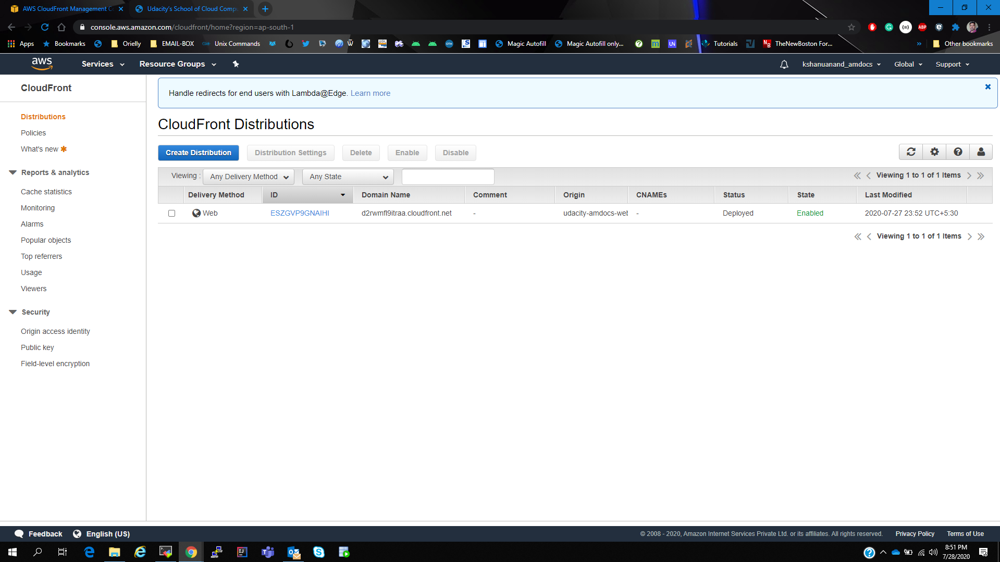 AWS CloudFront Management C
Udacity's School of Cloud Comp
console.aws.amazon.com/cloudfront/home?region=ap-south-1
ABP
Apps
Bookmarks
Orielly
EMAIL-BOX
Unix Commands
Magic Autofill
Magic Autofill only...
UN
Tutorials
TheNewBoston For...
Other bookmarks
aws
Services
Resource Groups
kshanuanand_amdocs
Global
Support
CloudFront
Distributions
Policies
What's new
Reports & analytics
Cache statistics
Monitoring
Alarms
Popular objects
Top referrers
Usage
Viewers
Security
Origin access identity
Public key
Field-level encryption
Handle redirects for end users with Lambda@Edge. Learn more
CloudFront Distributions
Create Distribution
Distribution Settings
Delete
Enable
Disable
Viewing :
Any Delivery Method
Any State
Viewing 1 to 1 of 1 Items
Delivery Method ID Domain Name Comment Origin CNAMEs Status State Last Modified
Web ESZGVP9GNAIHI d2rwmfl9itraa.cloudfront.net - udacity-amdocs-wet - Deployed Enabled 2020-07-27 23:52 UTC+5:30
Viewing 1 to 1 of 1 Items
Feedback
English (US)
© 2008 - 2020, Amazon Internet Services Private Ltd. or its affiliates. All rights reserved.
Privacy Policy
Terms of Use
8:51 PM
7/28/2020